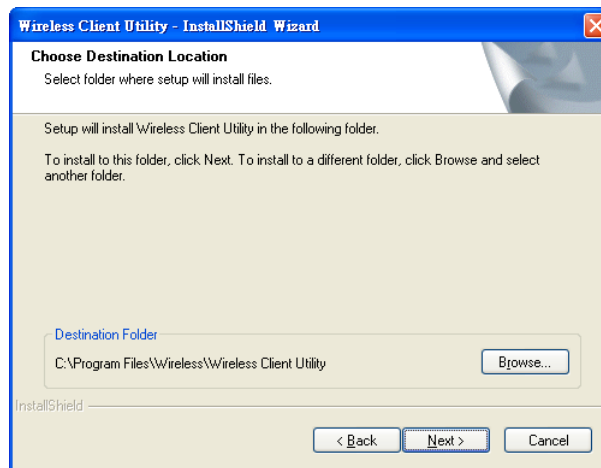 Wireless Client Utility - InstallShield Wizard
Choose Destination Location
Select folder where setup will install files.
Setup will install Wireless Client Utility in the following folder.
To install to this folder, click Next. To install to a different folder, click Browse and select
another folder.
Destination Folder
C:\Program Files\Wireless\Wireless Client Utility
Browse...
InstallShield
< Back
Next >
Cancel